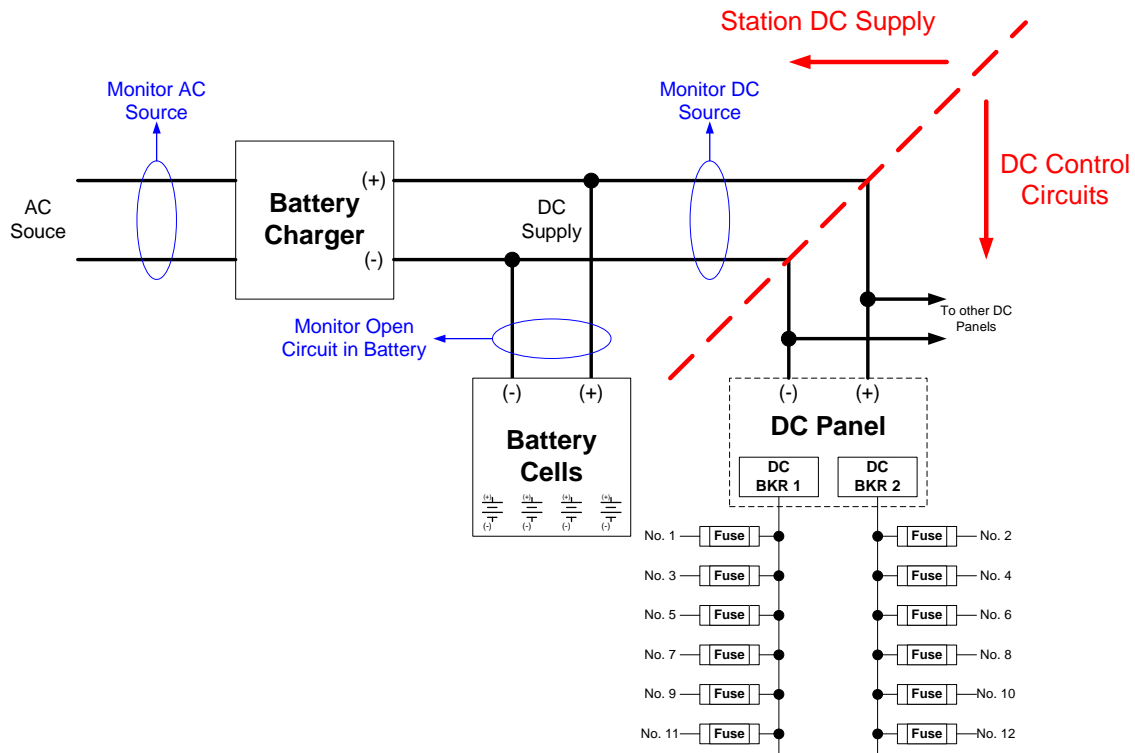 Station DC Supply
Monitor AC
Source
Monitor DC
Source
DC Control
Circuits
AC
Souce
Battery
Charger
(+)
(-)
DC
Supply
To other DC
Panels
Monitor Open
Circuit in Battery
(-)
(+)
Battery
Cells
(+)
(+)
(+)
(+)
(-)
(-)
(-)
(-)
(-)
(+)
DC Panel
DC
BKR 1
DC
BKR 2
No. 1 Fuse Fuse No. 2
No. 3 Fuse Fuse No. 4
No. 5 Fuse Fuse No. 6
No. 7 Fuse Fuse No. 8
No. 9 Fuse Fuse No. 10
No. 11 Fuse Fuse No. 12